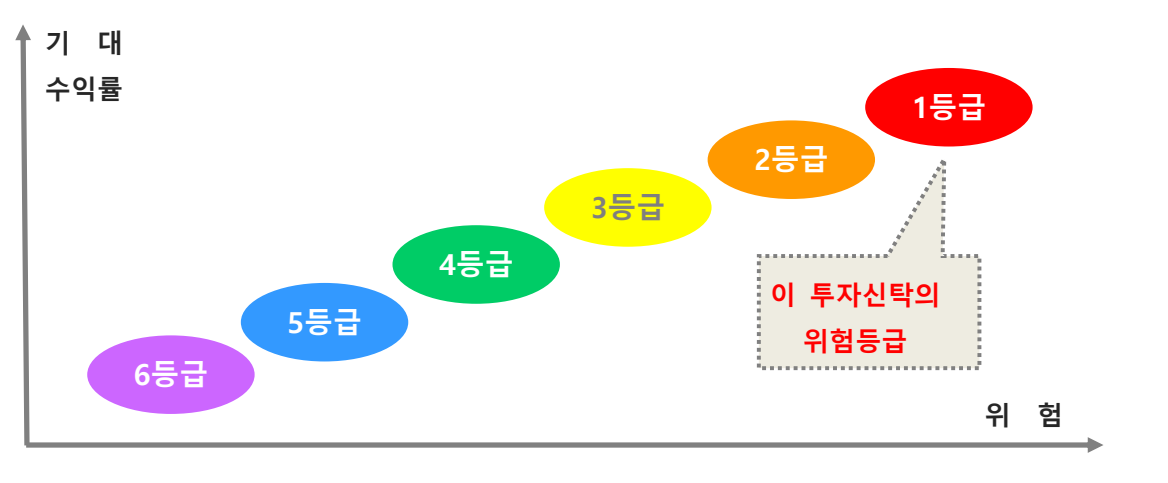 기 대
수익률
1등급
2등급
3등급
4등급
5등급
6등급
이 투자신탁의
위험등급
위 험